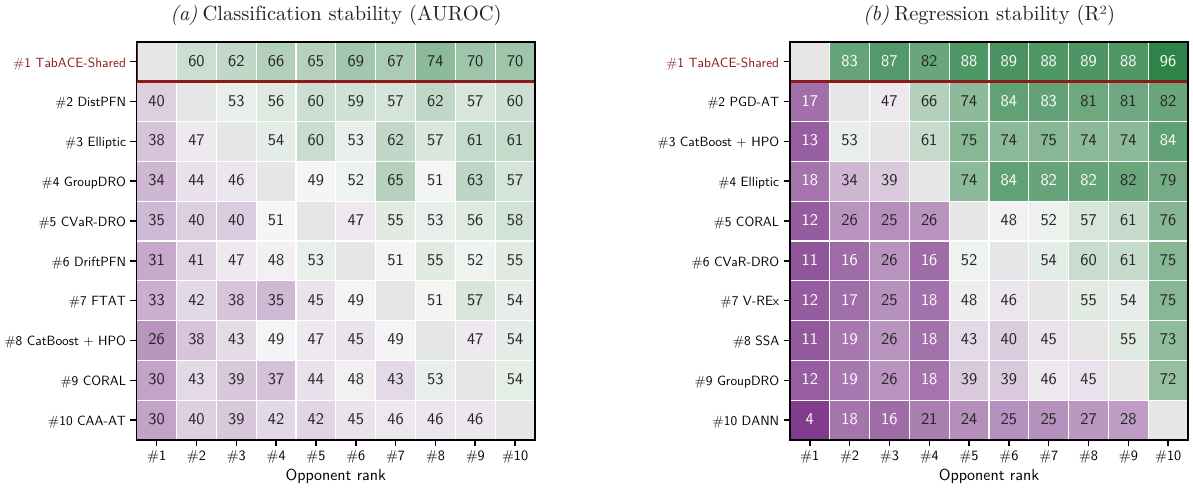 (a) Classification stability (AUROC)
#1 TabACE-Shared 60 62 66 65 69 67 74 70 70
#2 DistPFN 40 53 56 60 59 57 62 57 60
#3 Elliptic 38 47 54 60 53 62 57 61 61
#4 GroupDRO 34 44 46 49 52 65 51 63 57
#5 CVaR-DRO 35 40 40 51 47 55 53 56 58
#6 DriftPFN 31 41 47 48 53 51 55 52 55
#7 FTAT 33 42 38 35 45 49 51 57 54
#8 CatBoost + HPO 26 38 43 49 47 45 49 47 54
#9 CORAL 30 43 39 37 44 48 43 53 54
#10 CAA-AT 30 40 39 42 42 45 46 46 46
#1 #2 #3 #4 #5 #6 #7 #8 #9 #10
Opponent rank
(b) Regression stability (R²)
#1 TabACE-Shared 83 87 82 88 89 88 89 88 96
#2 PGD-AT 17 47 66 74 84 83 81 81 82
#3 CatBoost + HPO 13 53 61 75 74 75 74 74 84
#4 Elliptic 18 34 39 74 84 82 82 82 79
#5 CORAL 12 26 25 26 48 52 57 61 76
#6 CVaR-DRO 11 16 26 16 52 54 60 61 75
#7 V-REx 12 17 25 18 48 46 55 54 75
#8 SSA 11 19 26 18 43 40 45 55 73
#9 GroupDRO 12 19 26 18 39 39 46 45 72
#10 DANN 4 18 16 21 24 25 25 27 28
#1 #2 #3 #4 #5 #6 #7 #8 #9 #10
Opponent rank